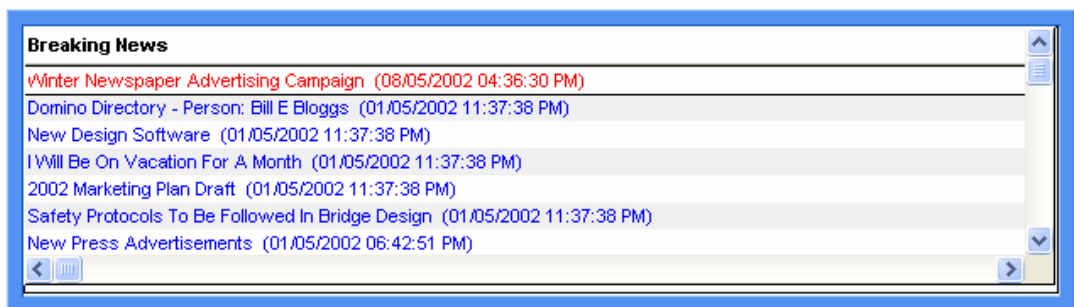 Breaking News
Winter Newspaper Advertising Campaign (08/05/2002 04:36:30 PM)
Domino Directory - Person: Bill E Bloggs (01/05/2002 11:37:38 PM)
New Design Software (01/05/2002 11:37:38 PM)
I Will Be On Vacation For A Month (01/05/2002 11:37:38 PM)
2002 Marketing Plan Draft (01/05/2002 11:37:38 PM)
Safety Protocols To Be Followed In Bridge Design (01/05/2002 11:37:38 PM)
New Press Advertisements (01/05/2002 06:42:51 PM)